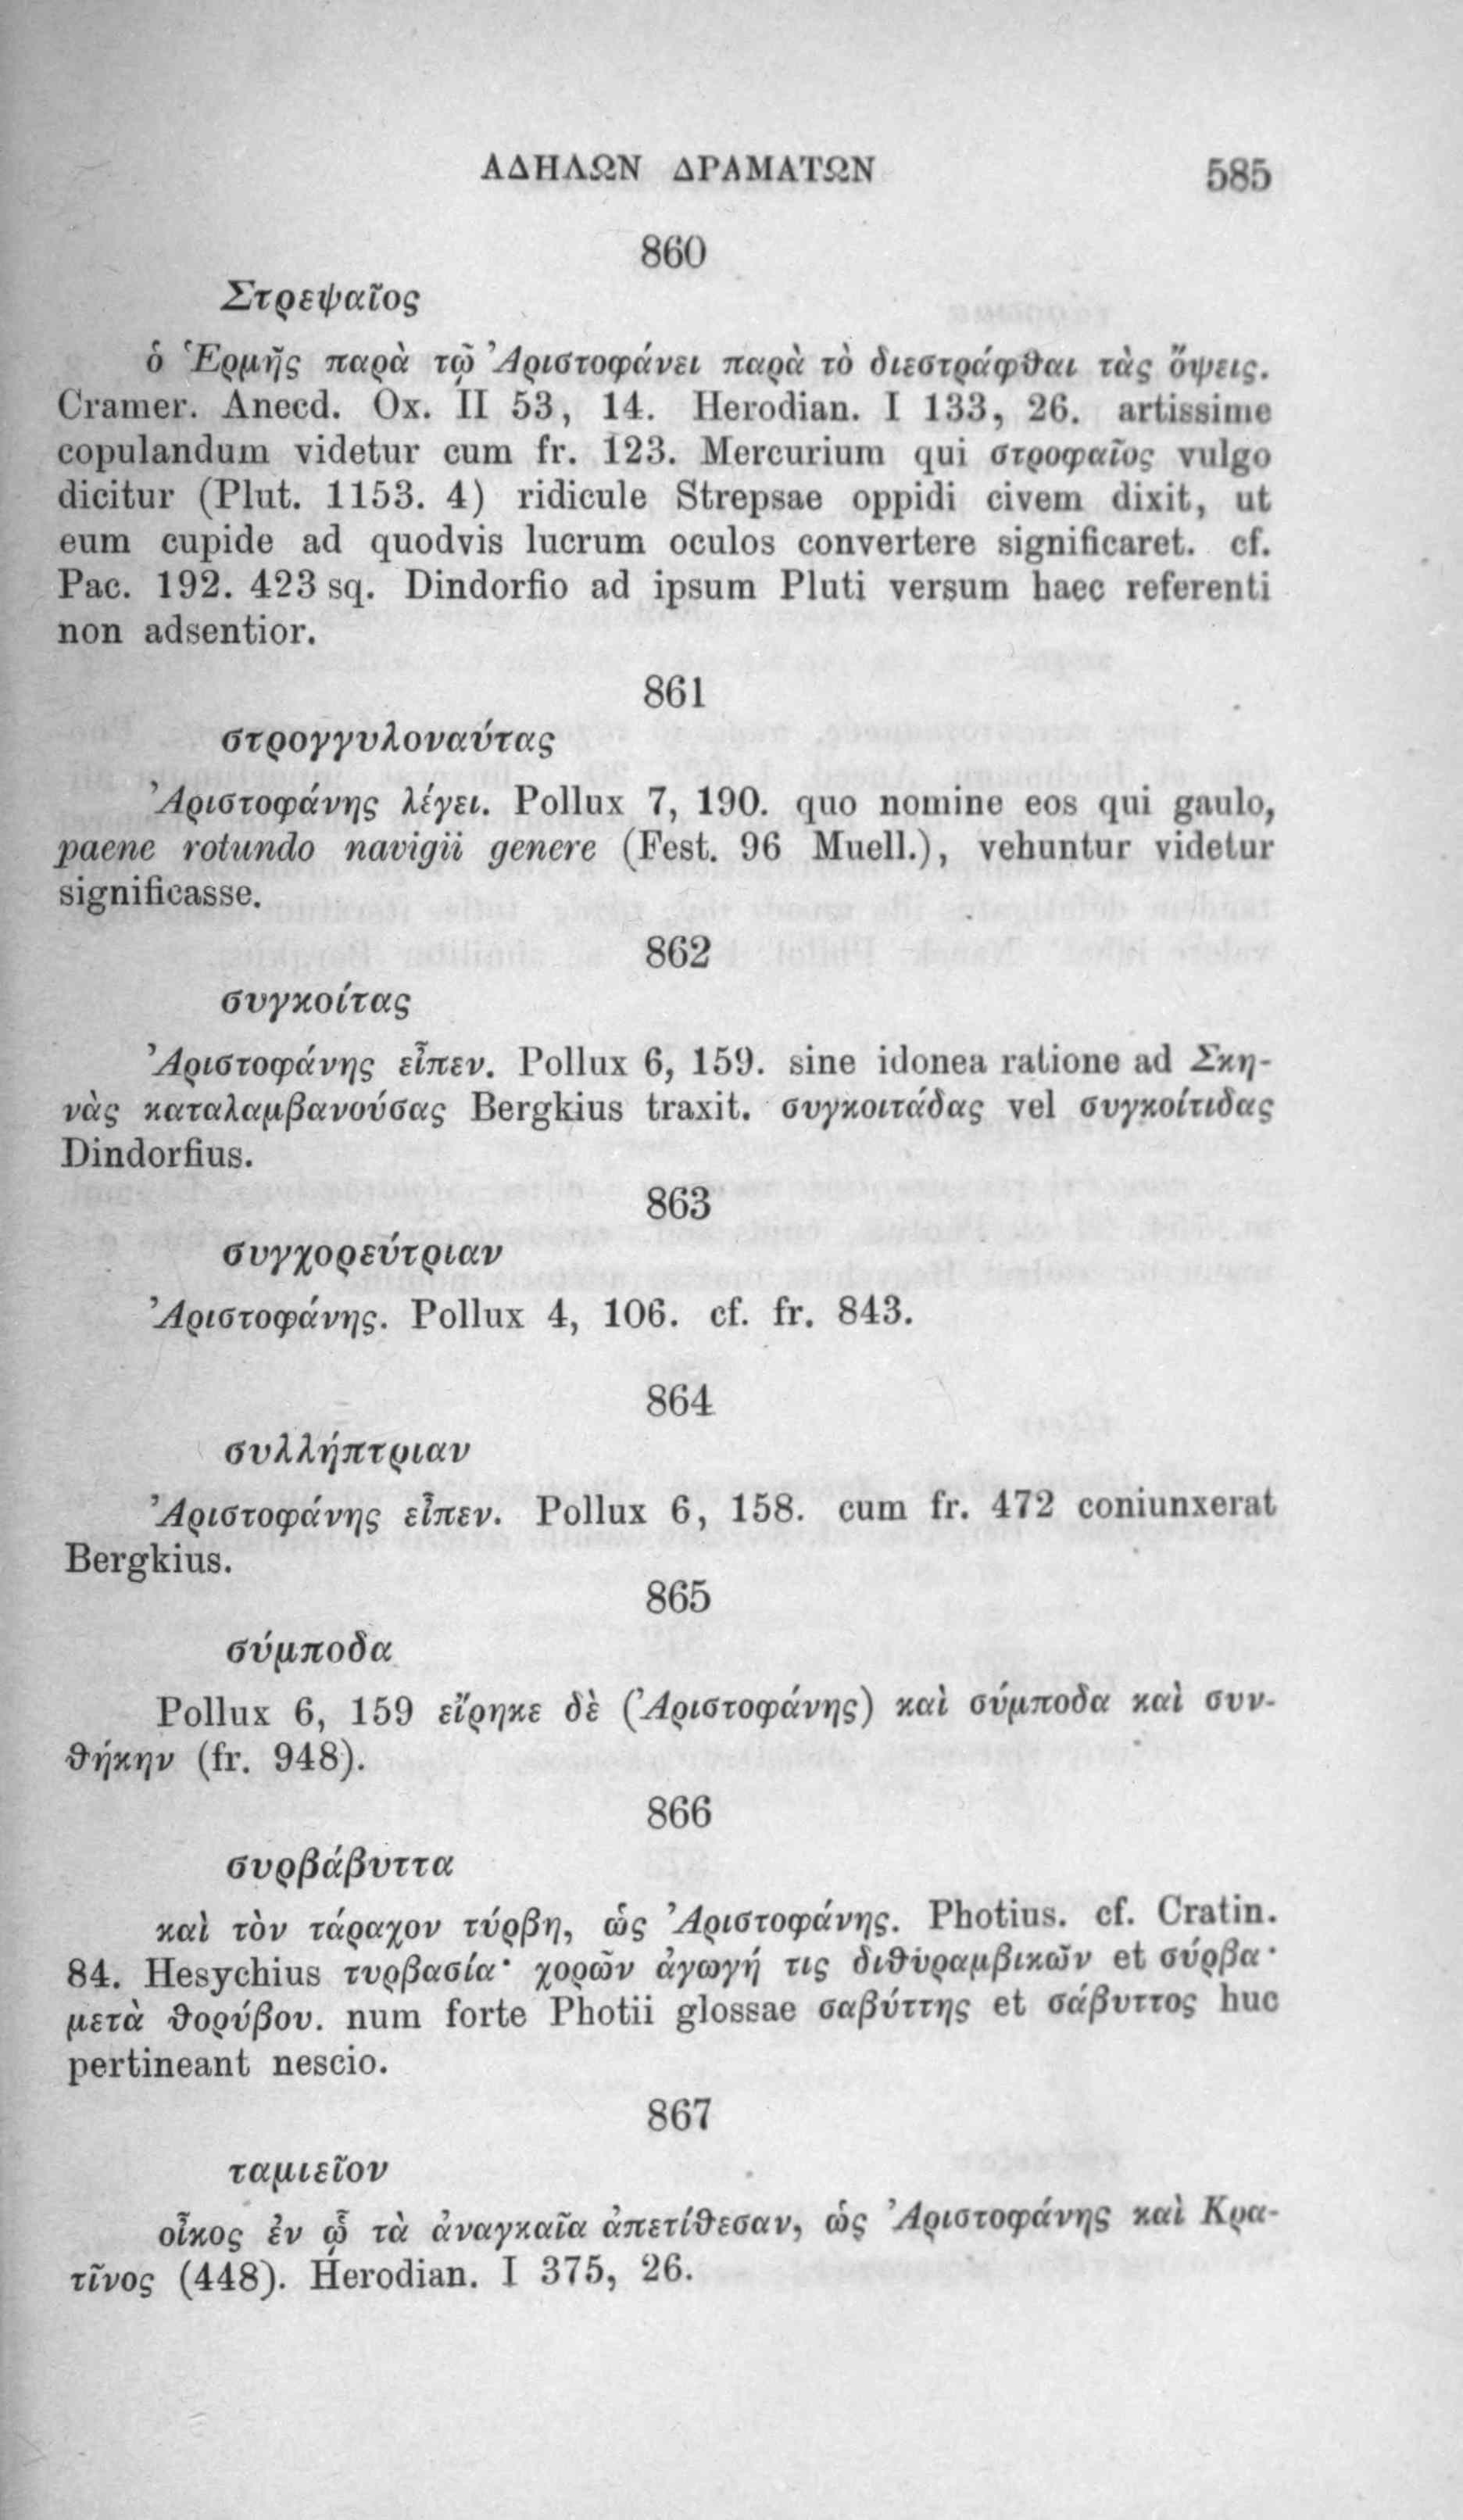 ΑΔΗΛΩΝ ΔΡΑΜΑΤΩΝ 585
860
Στρεψαῖος
ὁ Ἑρμῆς παρὰ τῷ Ἀριστοφάνει παρὰ τὸ διεστράφθαι τὰς ὄψεις.
Cramer. Anecd. Ox. II 53, 14. Herodian. I 133, 26. artissime
copulandum videtur cum fr. 123. Mercurium qui στροφαῖος vulgo
dicitur (Plut. 1153. 4) ridicule Strepsae oppidi civem dixit, ut
eum cupide ad quodvis lucrum oculos convertere significaret. cf.
Pac. 192. 423 sq. Dindorfio ad ipsum Pluti versum haec referenti
non adsentior.
861
στρογγυλοναύτας
Ἀριστοφάνης λέγει. Pollux 7, 190. quo nomine eos qui gaulo,
paene rotundo navigii genere (Fest. 96 Muell.), vehuntur videtur
significasse.
862
συγκοίτας
Ἀριστοφάνης εἶπεν. Pollux 6, 159. sine idonea ratione ad Σκη-
νὰς καταλαμβανούσας Bergkius traxit. συγκοιτάδας vel συγκοίτιδας
Dindorfius.
863
συγχορεύτριαν
Ἀριστοφάνης. Pollux 4, 106. cf. fr. 843.
864
συλλήπτριαν
Ἀριστοφάνης εἶπεν. Pollux 6, 158. cum fr. 472 coniunxerat
Bergkius.
865
σύμποδα
Pollux 6, 159 εἴρηκε δὲ (Ἀριστοφάνης) καὶ σύμποδα καὶ συν-
θήκην (fr. 948).
866
συρβάβυττα
καὶ τὸν τάραχον τύρβη, ὡς Ἀριστοφάνης. Photius. cf. Cratin.
84. Hesychius τυρβασία· χορῶν ἀγωγή τις διθυραμβικῶν et σύρβα·
μετὰ θορύβου. num forte Photii glossae σαβύττης et σάβυττος huc
pertineant nescio.
867
ταμιεῖον
οἶκος ἐν ᾧ τὰ ἀναγκαῖα ἀπετίθεσαν, ὡς Ἀριστοφάνης καὶ Κρα-
τῖνος (448). Herodian. I 375, 26.